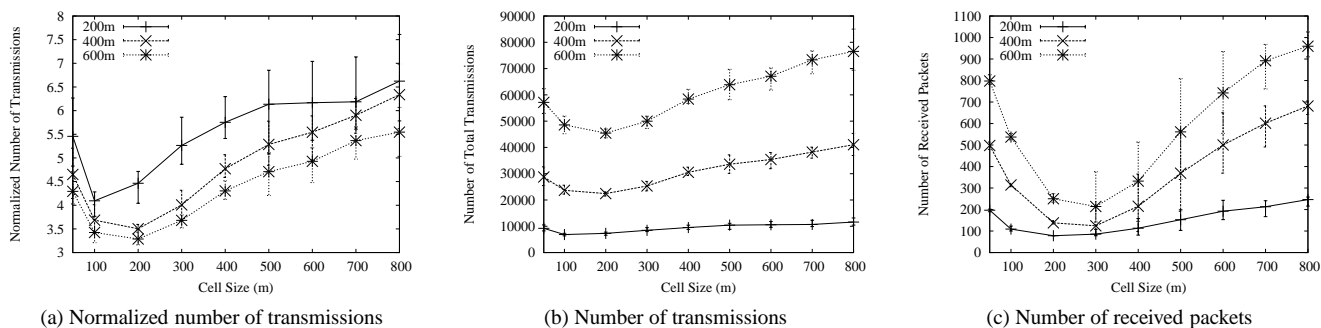 8
7.5
7
6.5
6
5.5
5
4.5
4
3.5
3
Normalized Number of Transmissions
200m
400m
600m
100 200 300 400 500 600 700 800
Cell Size (m)
(a) Normalized number of transmissions
90000
80000
70000
60000
50000
40000
30000
20000
10000
0
Number of Total Transmissions
200m
400m
600m
100 200 300 400 500 600 700 800
Cell Size (m)
(b) Number of transmissions
1100
1000
900
800
700
600
500
400
300
200
100
0
Number of Received Packets
200m
400m
600m
100 200 300 400 500 600 700 800
Cell Size (m)
(c) Number of received packets